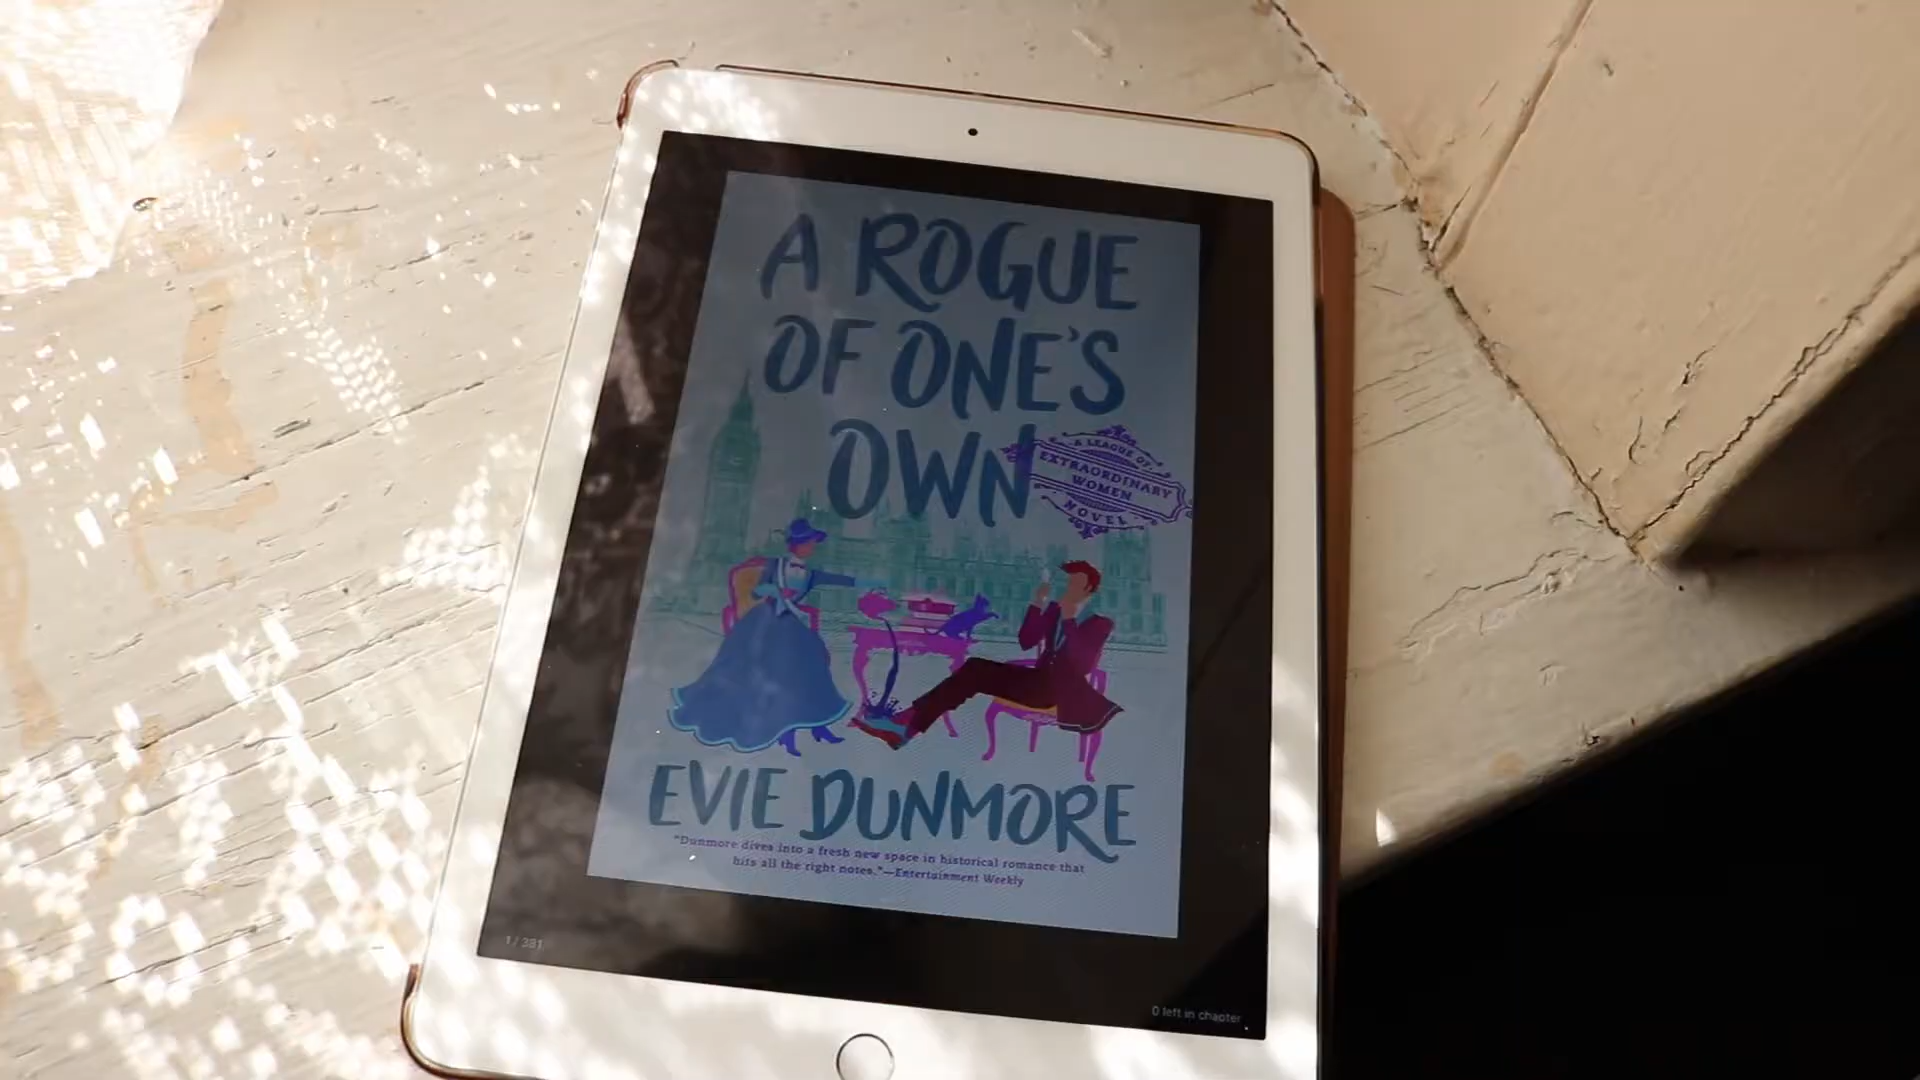 A ROGUE
OF ONE'S
OWN
A LEAGUE OF
EXTRAORDINARY
WOMEN
NOVEL
EVIE DUNMORE
"Dunmore dives into a fresh new space in historical romance that
hits all the right notes."—Entertainment Weekly
1 / 381
0 left in chapter